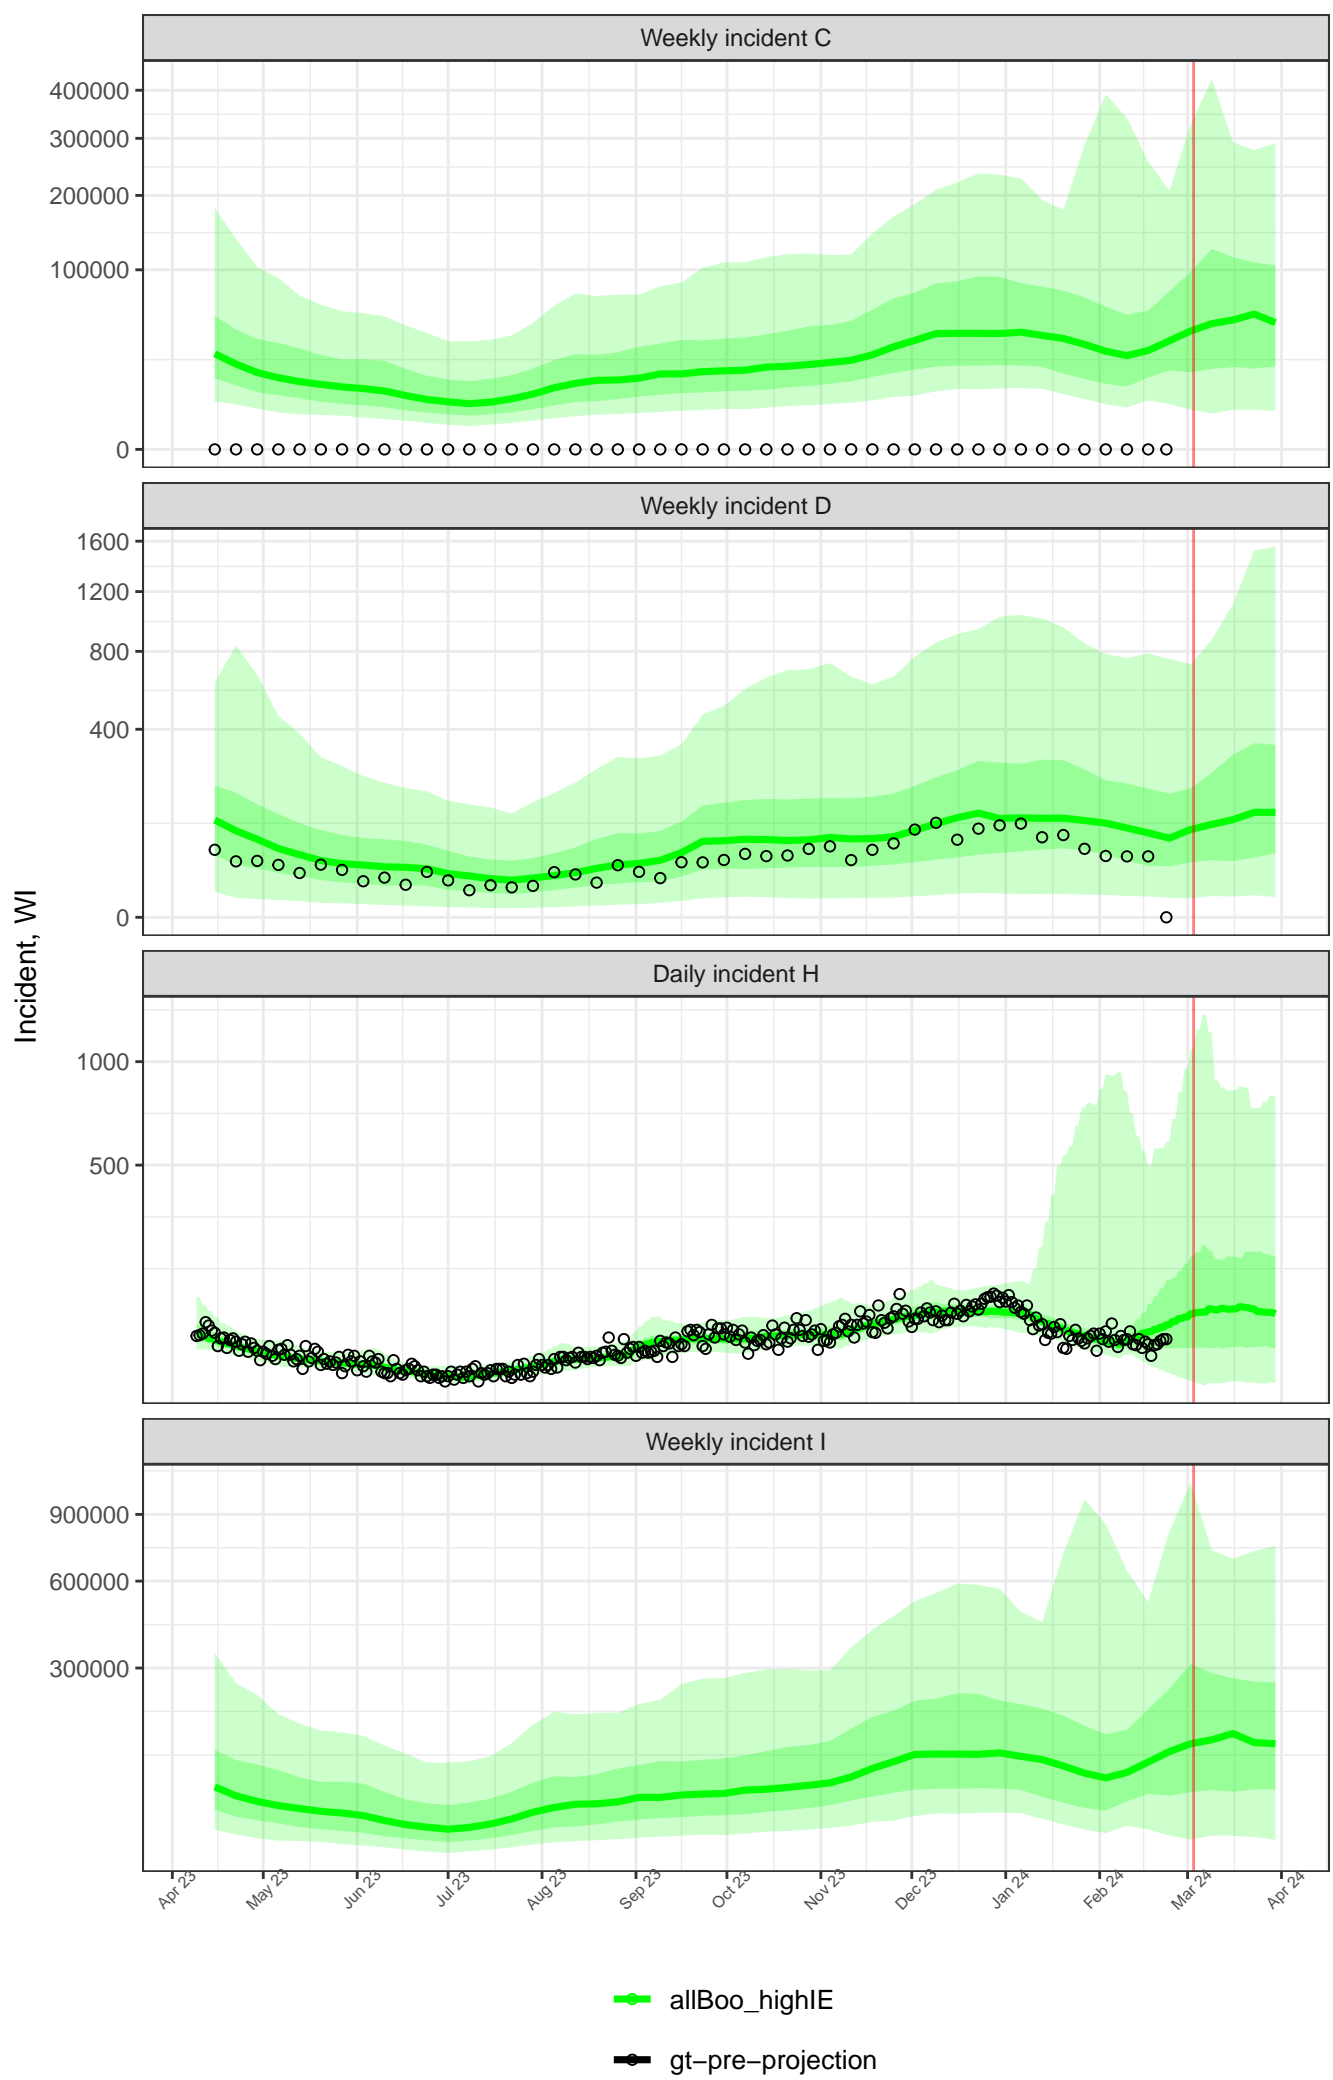 Weekly incident C
400000
300000
200000
100000
0
Weekly incident D
1600
1200
800
400
0
Daily incident H
1000
500
Incident, WI
Weekly incident I
900000
600000
300000
Apr 23
May 23
Jun 23
Jul 23
Aug 23
Sep 23
Oct 23
Nov 23
Dec 23
Jan 24
Feb 24
Mar 24
Apr 24
allBoo_highIE
gt−pre−projection